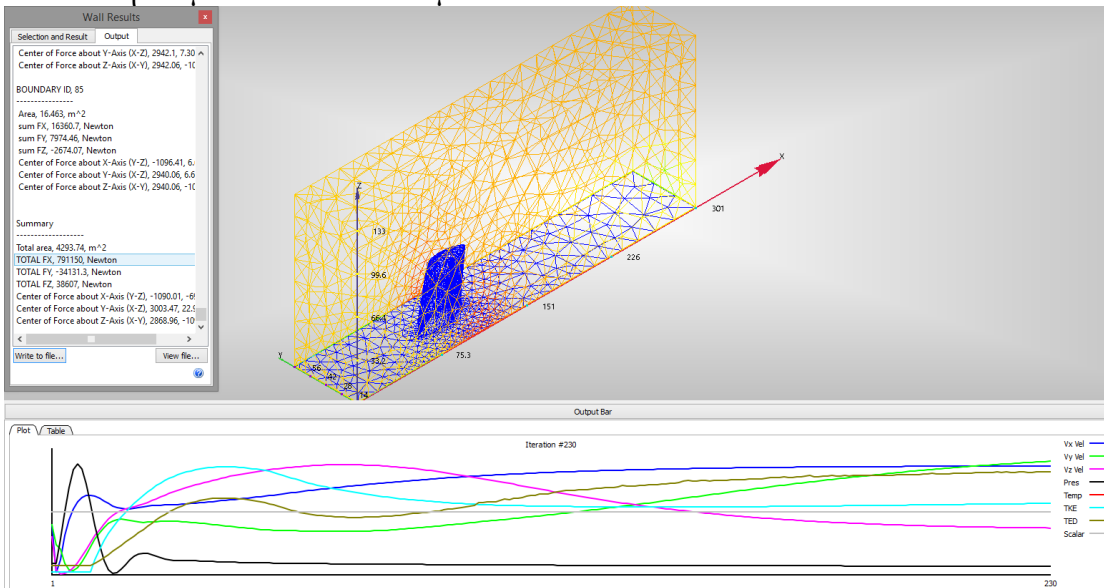 Wall Results
x
Selection and Result Output
Center of Force about Y-Axis (X-Z), 2942.1, 7.30
Center of Force about Z-Axis (X-Y), 2942.06, -10
BOUNDARY ID, 85
----------------
Area, 16.463, m^2
sum FX, 16360.7, Newton
sum FY, 7974.46, Newton
sum FZ, -2674.07, Newton
Center of Force about X-Axis (Y-Z), -1096.41, 6.
Center of Force about Y-Axis (X-Z), 2940.06, 6.6
Center of Force about Z-Axis (X-Y), 2940.06, -10
Summary
------------------
Total area, 4293.74, m^2
TOTAL FX, 791150, Newton
TOTAL FY, -34131.3, Newton
TOTAL FZ, 38607, Newton
Center of Force about X-Axis (Y-Z), -1090.01, -6
Center of Force about Y-Axis (X-Z), 3003.47, 22.9
Center of Force about Z-Axis (X-Y), 2868.96, -10
Write to file... View file...
?
X
Z
Y
301
226
151
75.3
133
99.6
66.4
33.2
56
42
28
14
Output Bar
Plot Table
Iteration #230
Vx Vel
Vy Vel
Vz Vel
Pres
Temp
TKE
TED
Scalar
1 230